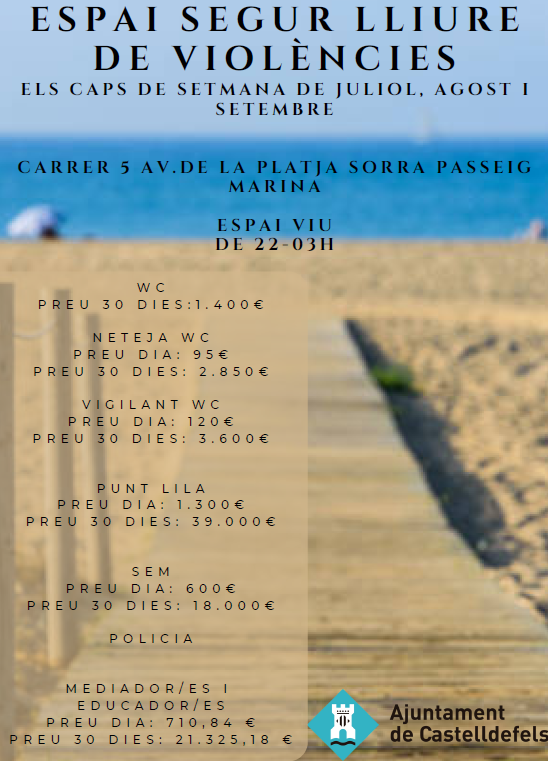 ESPAI SEGUR LLIURE
DE VIOLÈNCIES
ELS CAPS DE SETMANA DE JULIOL, AGOST I
SETEMBRE
CARRER 5 AV.DE LA PLATJA SORRA PASSEIG
MARINA
ESPAI VIU
DE 22-03H
WC
PREU 30 DIES:1.400€
NETEJA WC
PREU DIA: 95€
PREU 30 DIES: 2.850€
VIGILANT WC
PREU DIA: 120€
PREU 30 DIES: 3.600€
PUNT LILA
PREU DIA: 1.300€
PREU 30 DIES: 39.000€
SEM
PREU DIA: 600€
PREU 30 DIES: 18.000€
POLICIA
MEDIADOR/ES I
EDUCADOR/ES
PREU DIA: 710,84 €
PREU 30 DIES: 21.325,18 €
Ajuntament
de Castelldefels